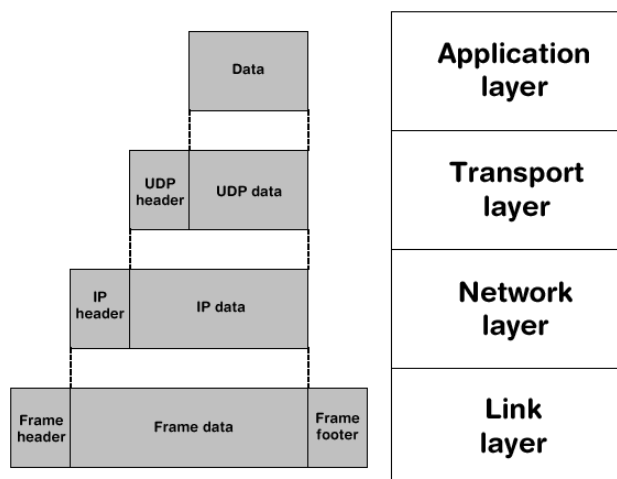 Data
Application
layer
UDP
header
UDP data
Transport
layer
IP
header
IP data
Network
layer
Frame
header
Frame data
Frame
footer
Link
layer